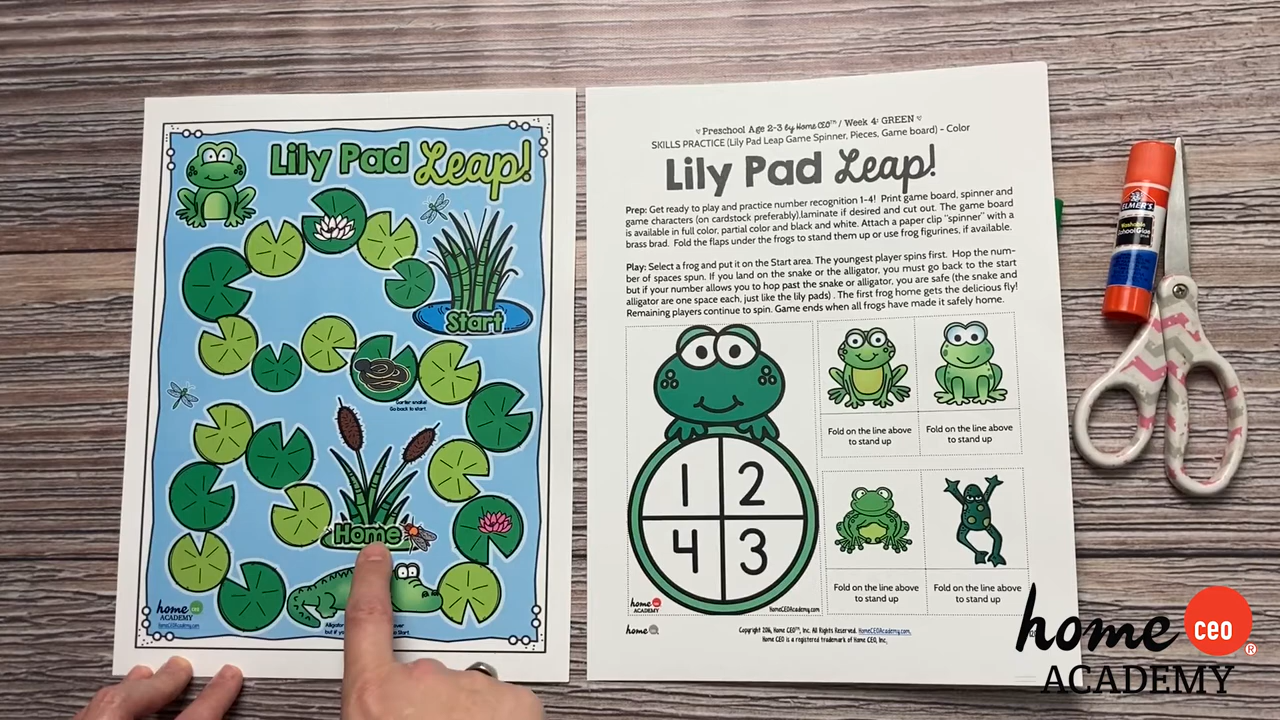 Lily Pad Leap!
Start
Garter snake!
Go back to start
Home
home CEO
ACADEMY
HomeCEOAcademy.com
Preschool Age 2-3 by Home CEO™ / Week 4: GREEN
SKILLS PRACTICE (Lily Pad Leap Game Spinner, Pieces, Game board) - Color
Lily Pad Leap!
Prep: Get ready to play and practice number recognition 1-4! Print game board, spinner and
game characters (on cardstock preferably),laminate if desired and cut out. The game board
is available in full color, partial color and black and white. Attach a paper clip "spinner" with a
brass brad. Fold the flaps under the frogs to stand them up or use frog figurines, if available.
Play: Select a frog and put it on the Start area. The youngest player spins first. Hop the num-
ber of spaces spun. If you land on the snake or the alligator, you must go back to the start
but if your number allows you to hop past the snake or alligator, you are safe (the snake and
alligator are one space each, just like the lily pads) . The first frog home gets the delicious fly!
Remaining players continue to spin. Game ends when all frogs have made it safely home.
1 2
4 3
Fold on the line above
to stand up
Fold on the line above
to stand up
Fold on the line above
to stand up
Fold on the line above
to stand up
home CEO
ACADEMY
HomeCEOAcademy.com
home
Copyright 2016, Home CEO™, Inc. All Rights Reserved. HomeCEOAcademy.com.
Home CEO is a registered trademark of Home CEO, Inc.
ELMER'S
Washable
School Glue
home CEO ®
ACADEMY